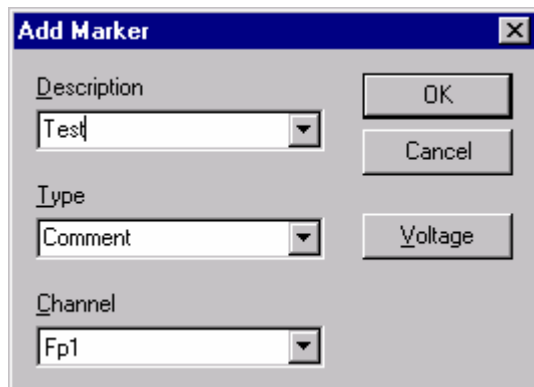 Add Marker
Description
Test
OK
Cancel
Type
Comment
Voltage
Channel
Fp1